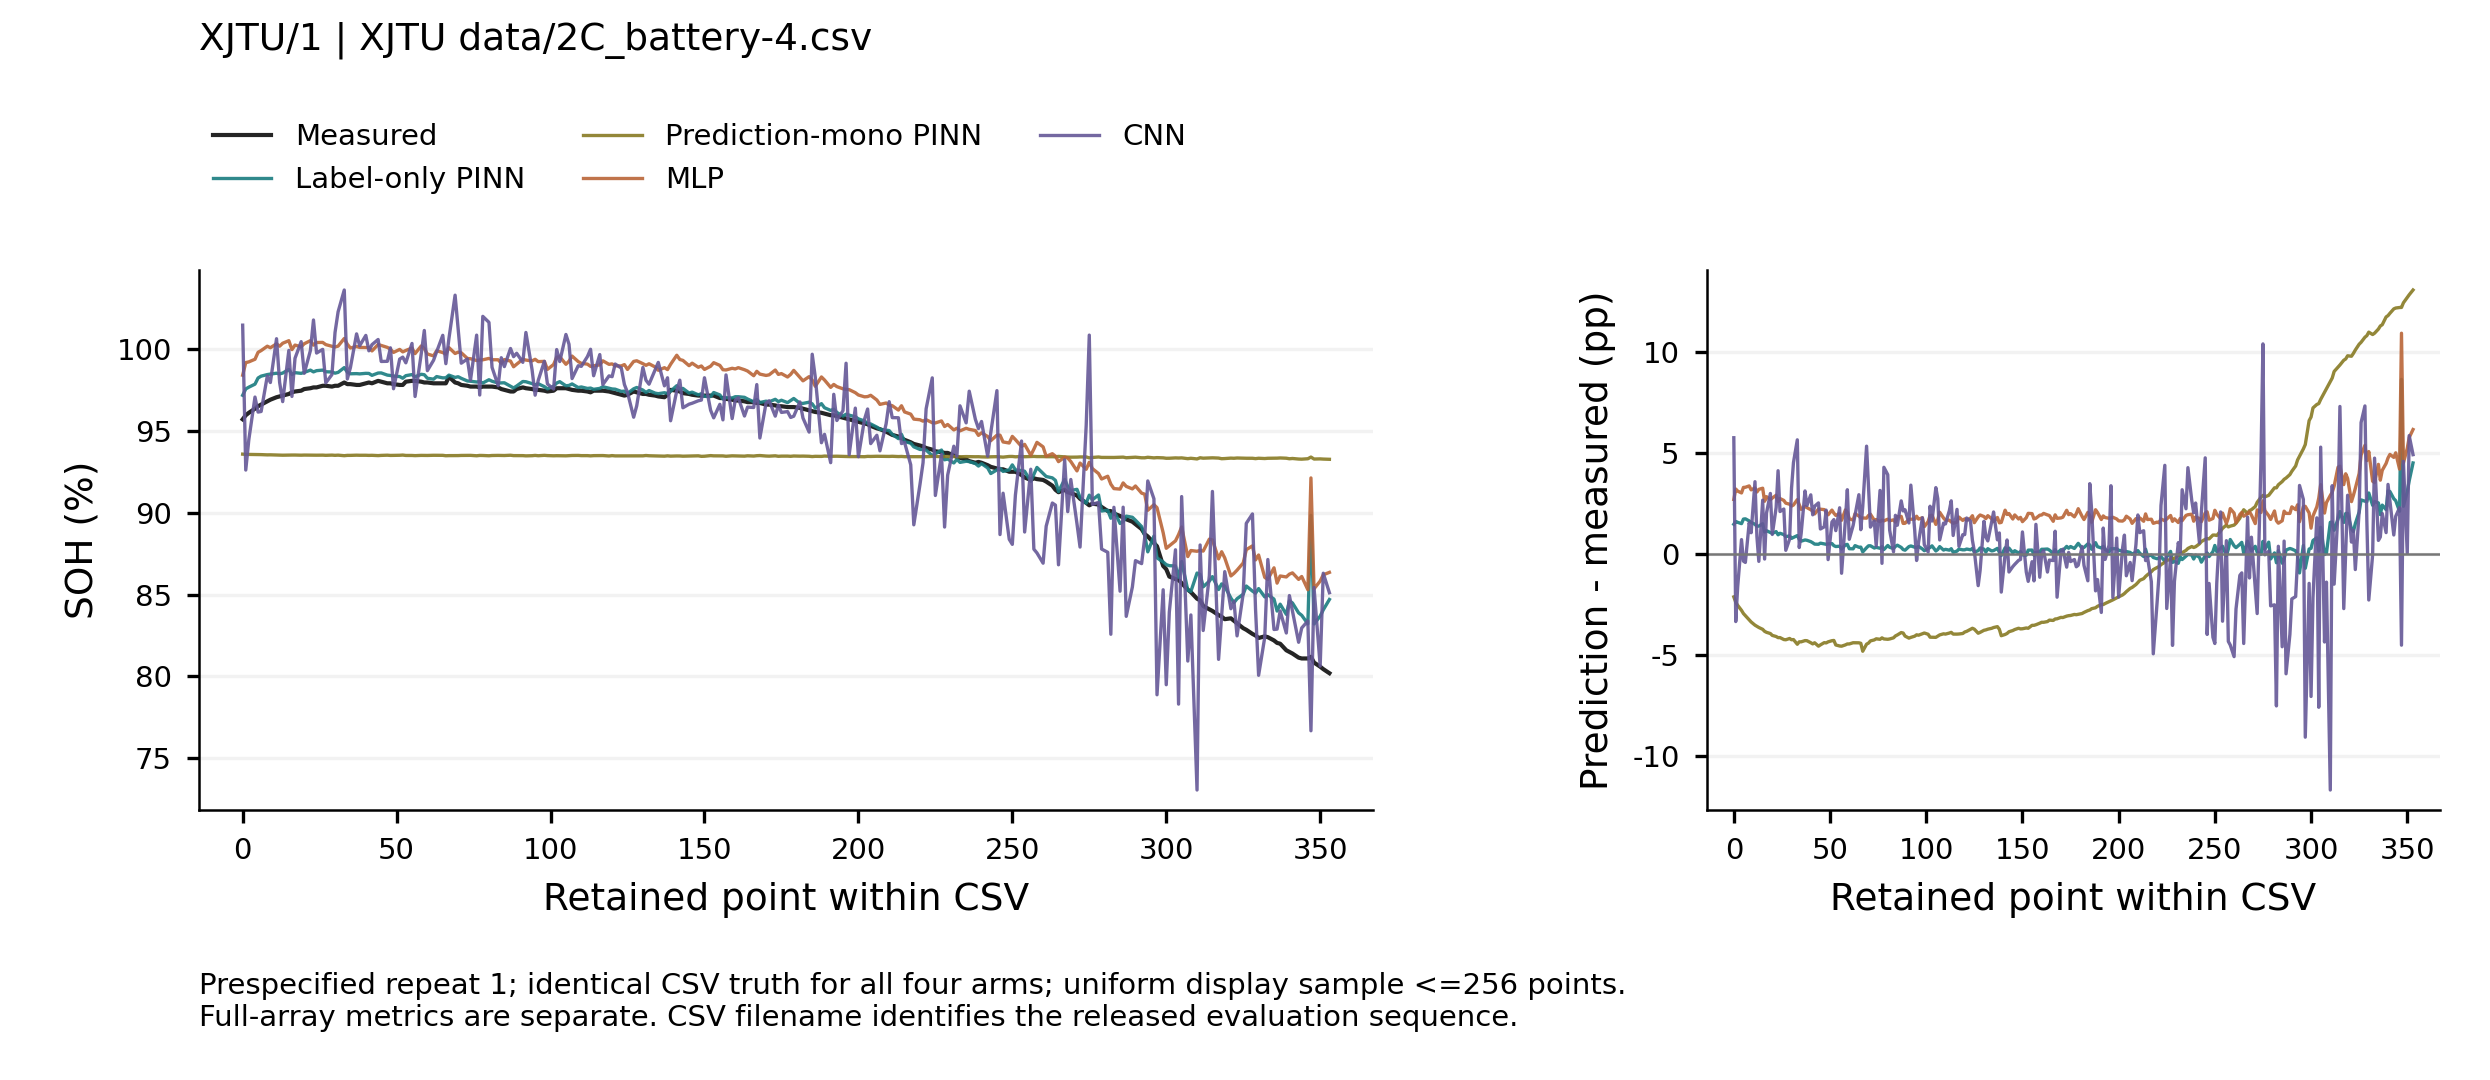 XJTU/1 | XJTU data/2C_battery-4.csv
Measured
Prediction-mono PINN
CNN
Label-only PINN
MLP
SOH (%)
100
95
90
85
80
75
0 50 100 150 200 250 300 350
Retained point within CSV
Prediction - measured (pp)
10
5
0
-5
-10
0 50 100 150 200 250 300 350
Retained point within CSV
Prespecified repeat 1; identical CSV truth for all four arms; uniform display sample <=256 points.
Full-array metrics are separate. CSV filename identifies the released evaluation sequence.